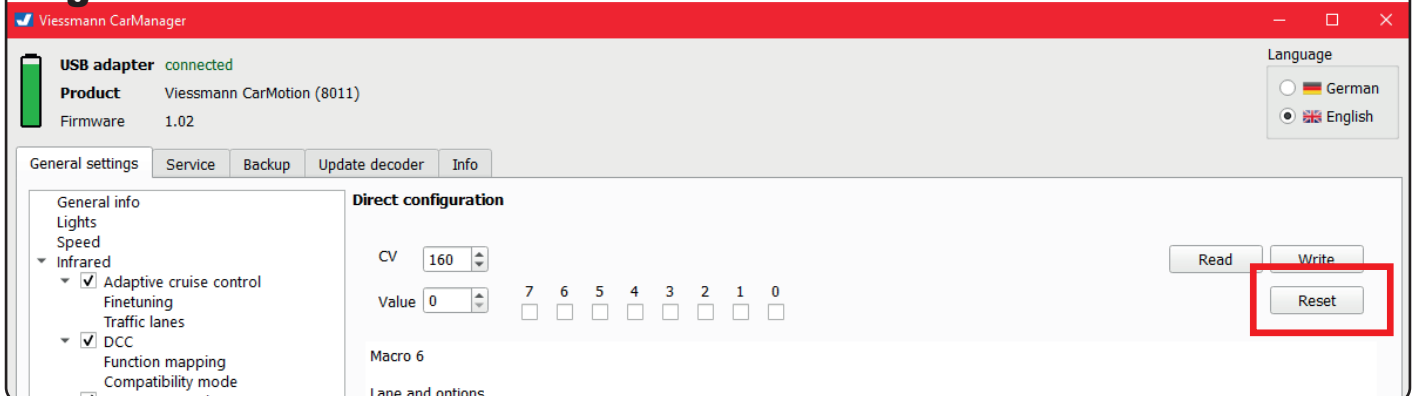 Viessmann CarManager
USB adapter connected
Product Viessmann CarMotion (8011)
Firmware 1.02
Language
German
English
General settings Service Backup Update decoder Info
General info
Lights
Speed
Infrared
Adaptive cruise control
Finetuning
Traffic lanes
DCC
Function mapping
Compatibility mode
Direct configuration
CV 160
Read Write
Value 0 7 6 5 4 3 2 1 0
Reset
Macro 6
Lane and options